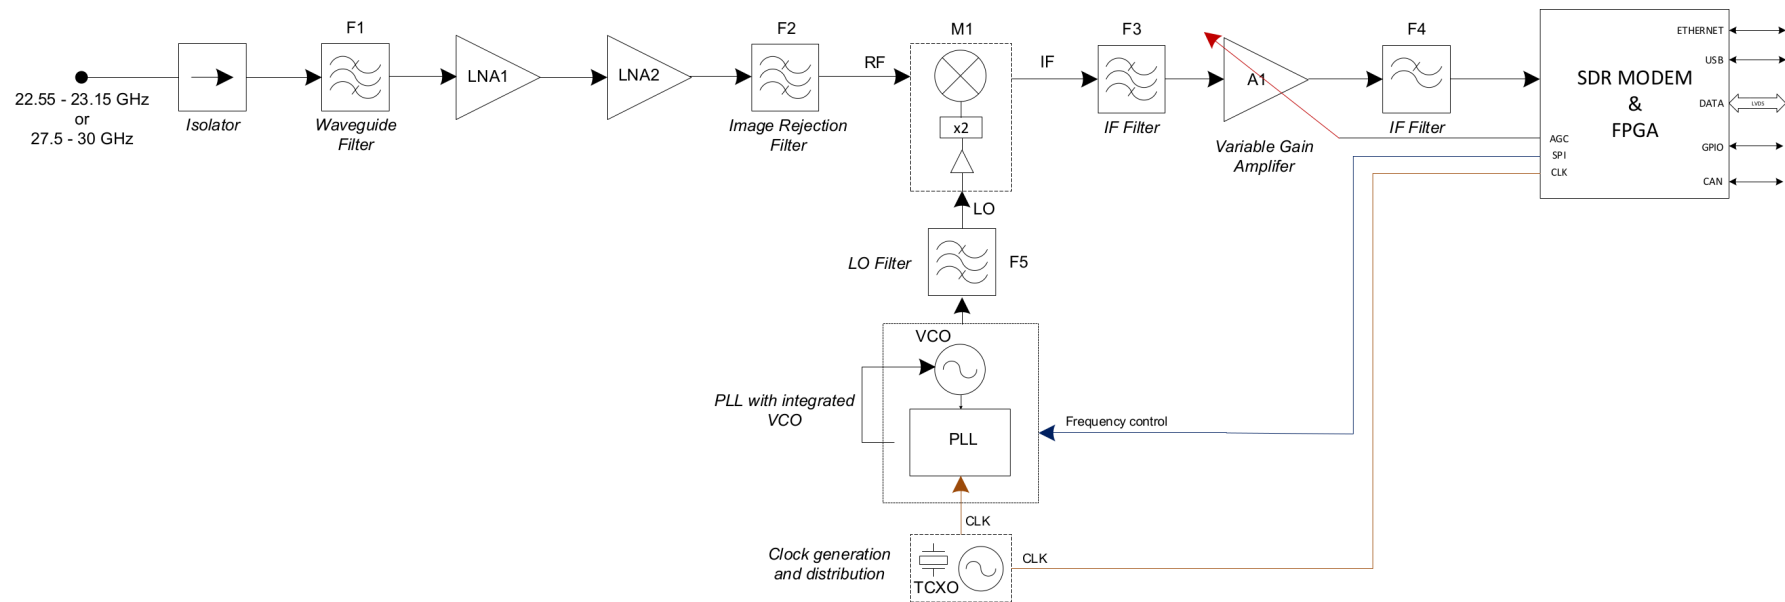 22.55 - 23.15 GHz
or
27.5 - 30 GHz
Isolator
F1
Waveguide
Filter
LNA1
LNA2
F2
Image Rejection
Filter
RF
M1
x2
LO
IF
F3
IF Filter
A1
Variable Gain
Amplifer
F4
IF Filter
SDR MODEM
&
FPGA
AGC
SPI
CLK
ETHERNET
USB
DATA
LVDS
GPIO
CAN
LO Filter
F5
VCO
PLL with integrated
VCO
PLL
Frequency control
CLK
Clock generation
and distribution
TCXO
CLK